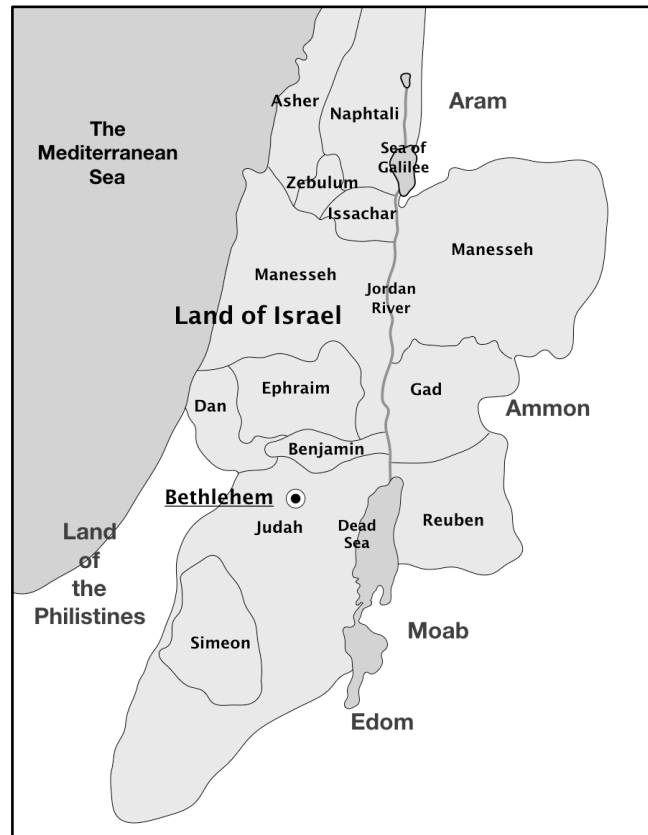 Asher
Naphtali
Aram
The
Mediterranean
Sea
Sea of
Galilee
Zebulum
Issachar
Manesseh
Manesseh
Jordan
River
Land of Israel
Ephraim
Gad
Dan
Ammon
Benjamin
Bethlehem
Judah
Dead
Sea
Reuben
Land
of
the
Philistines
Moab
Simeon
Edom